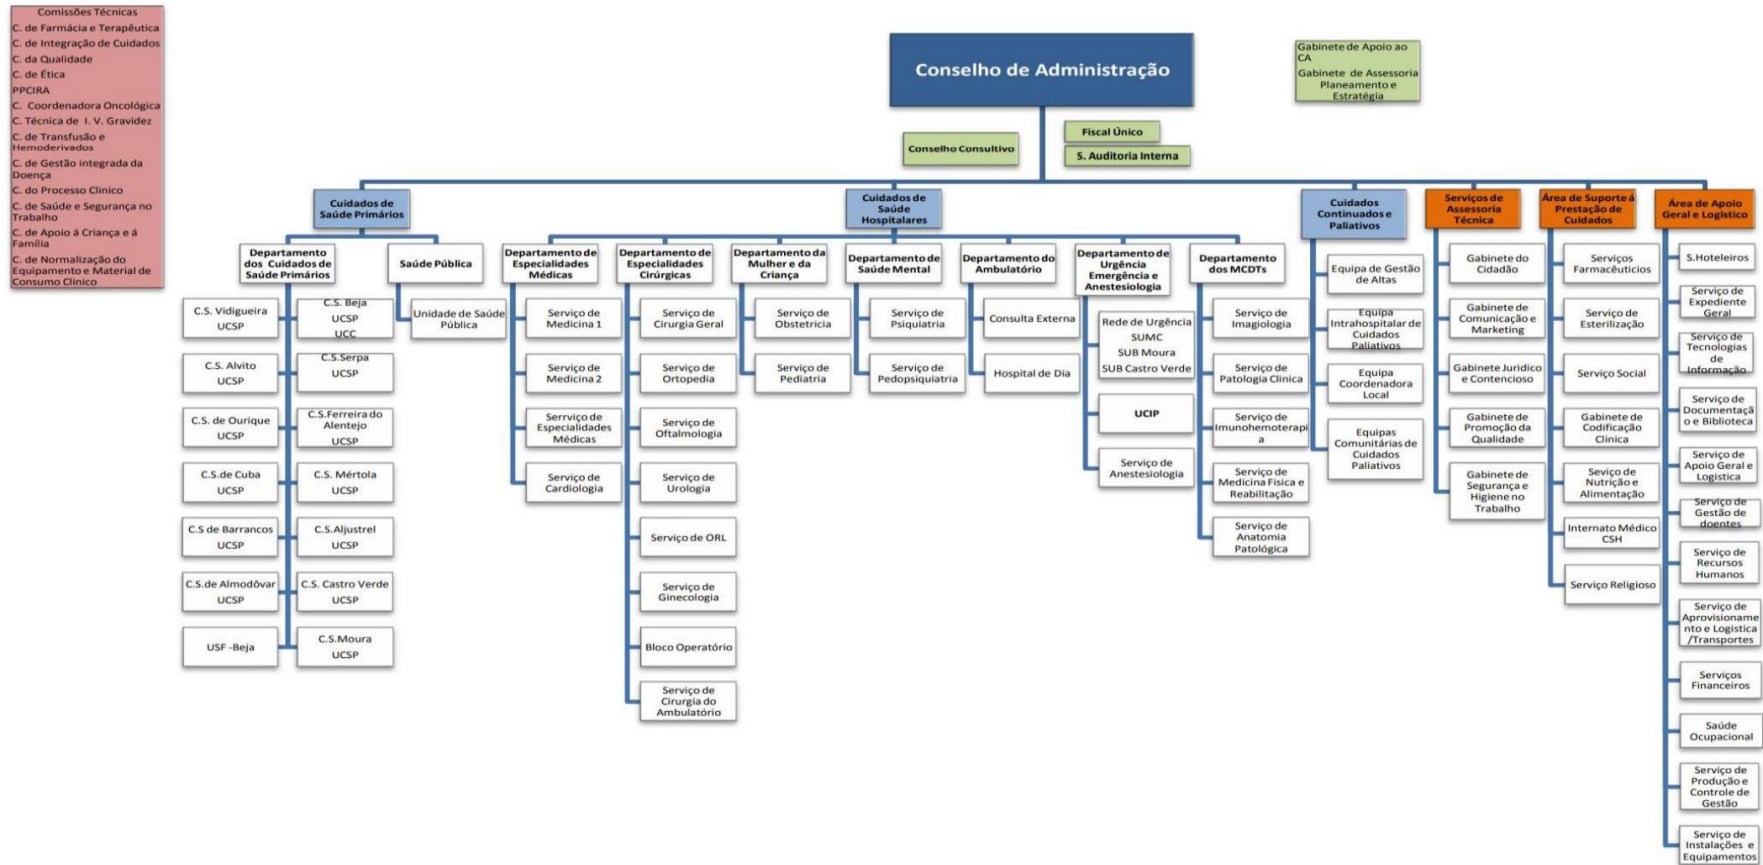 Comissões Técnicas
C. de Farmácia e Terapêutica
C. de Integração de Cuidados
C. da Qualidade
C. de Ética
PPCIRA
C. Coordenadora Oncológica
C. Técnica de I. V. Gravidez
C. de Transfusão e
Hemoderivados
C. de Gestão integrada da
Doença
C. do Processo Clinico
C. de Saúde e Segurança no
Trabalho
C. de Apoio á Criança e á
Família
C. de Normalização do
Equipamento e Material de
Consumo Clinico
Conselho de Administração
Gabinete de Apoio ao
CA
Gabinete de Assessoria
Planeamento e
Estratégia
Conselho Consultivo
Fiscal Único
S. Auditoria Interna
Cuidados de
Saúde Primários
Cuidados de
Saúde
Hospitalares
Cuidados
Continuados e
Paliativos
Serviços de
Assessoria
Técnica
Área de Suporte á
Prestação de
Cuidados
Área de Apoio
Geral e Logístico
Departamento
dos Cuidados de
Saúde Primários
Saúde Pública
Departamento de
Especialidades
Médicas
Departamento de
Especialidades
Cirúrgicas
Departamento da
Mulher e da
Criança
Departamento de
Saúde Mental
Departamento do
Ambulatório
Departamento de
Urgência
Emergência e
Anestesiologia
Departamento
dos MCDTs
C.S. Vidigueira
UCSP
C.S. Beja
UCSP
UCC
C.S. Alvito
UCSP
C.S.Serpa
UCSP
C.S. de Ourique
UCSP
C.S.Ferreira do
Alentejo
UCSP
C.S.de Cuba
UCSP
C.S. Mértola
UCSP
C.S de Barrancos
UCSP
C.S.Aljustrel
UCSP
C.S.de Almodôvar
UCSP
C.S. Castro Verde
UCSP
USF -Beja
C.S.Moura
UCSP
Unidade de Saúde
Pública
Serviço de
Medicina 1
Serviço de
Medicina 2
Serrviço de
Especialidades
Médicas
Serviço de
Cardiologia
Serviço de
Cirurgia Geral
Serviço de
Ortopedia
Serviço de
Oftalmologia
Serviço de
Urologia
Serviço de ORL
Serviço de
Ginecologia
Bloco Operatório
Serviço de
Cirurgia do
Ambulatório
Serviço de
Obstetricia
Serviço de
Pediatria
Serviço de
Psiquiatria
Serviço de
Pedopsiquiatria
Consulta Externa
Hospital de Dia
Rede de Urgência
SUMC
SUB Moura
SUB Castro Verde
UCIP
Serviço de
Anestesiologia
Serviço de
Imagiologia
Serviço de
Patologia Clinica
Serviço de
Imunohemoterapi
a
Serviço de
Medicina Fisica e
Reabilitação
Serviço de
Anatomia
Patológica
Equipa de Gestão
de Altas
Equipa
Intrahospitalar de
Cuidados
Paliativos
Equipa
Coordenadora
Local
Equipas
Comunitárias de
Cuidados
Paliativos
Gabinete do
Cidadão
Gabinete de
Comunicação e
Marketing
Gabinete Juridico
e Contencioso
Gabinete de
Promoção da
Qualidade
Gabinete de
Segurança e
Higiene no
Trabalho
Serviços
Farmacêuticios
Serviço de
Esterilização
Serviço Social
Gabinete de
Codificação
Clinica
Seviço de
Nutrição e
Alimentação
Internato Médico
CSH
Serviço Religioso
S.Hoteleiros
Serviço de
Expediente
Geral
Serviço de
Tecnologias
de
Informação
Serviço de
Documentaçã
o e Biblioteca
Serviço de
Apoio Geral e
Logistica
Serviço de
Gestão de
doentes
Serviço de
Recursos
Humanos
Serviço de
Aprovisioname
nto e Logistica
/Transportes
Serviços
Financeiros
Saúde
Ocupacional
Serviço de
Produção e
Controle de
Gestão
Serviço de
Instalações e
Equipamentos